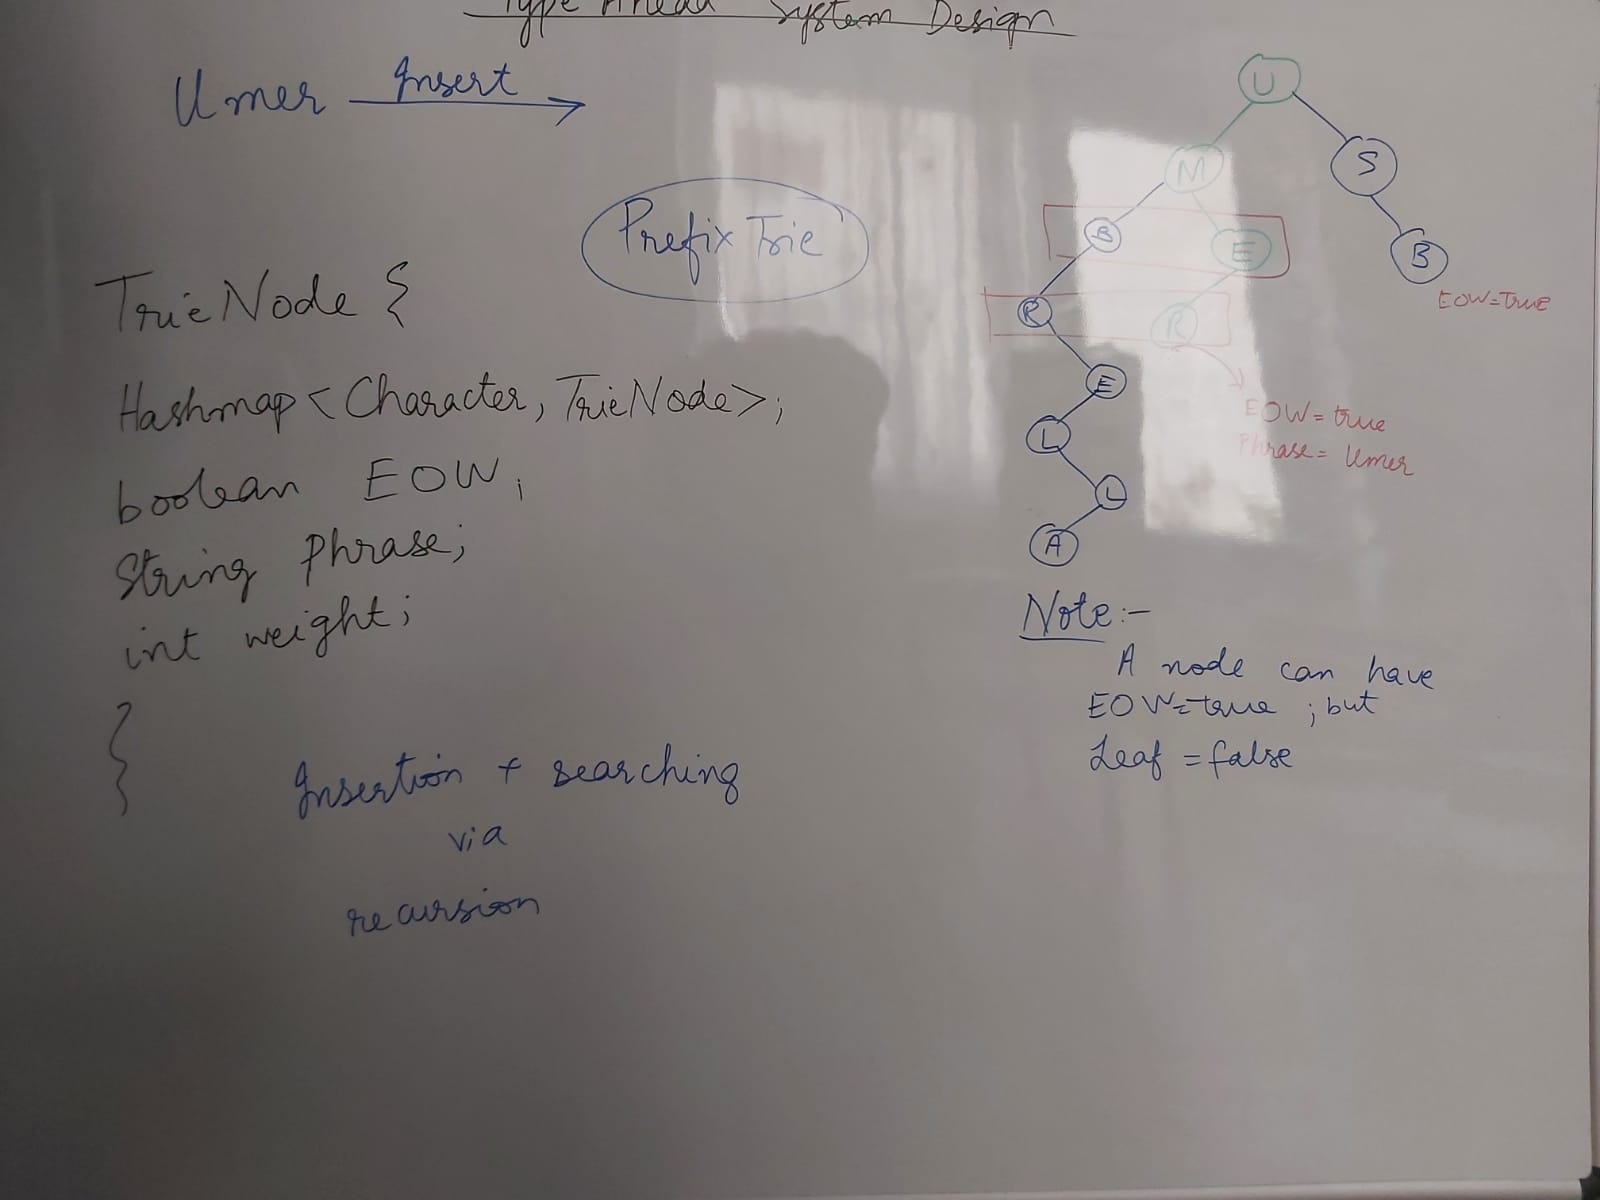 Type Ahead System Design
Umer Insert
Prefix Trie
TrieNode {
Hashmap < Character, TrieNode>;
boolean EOW;
String Phrase;
int weight;
}
Insertion + searching
via
recursion
U
M S
B E B
EOW=True
R R
E
EOW = true
L
Phrase = Umer
L
A
Note:-
A node can have
EOW=true ; but
Leaf = false